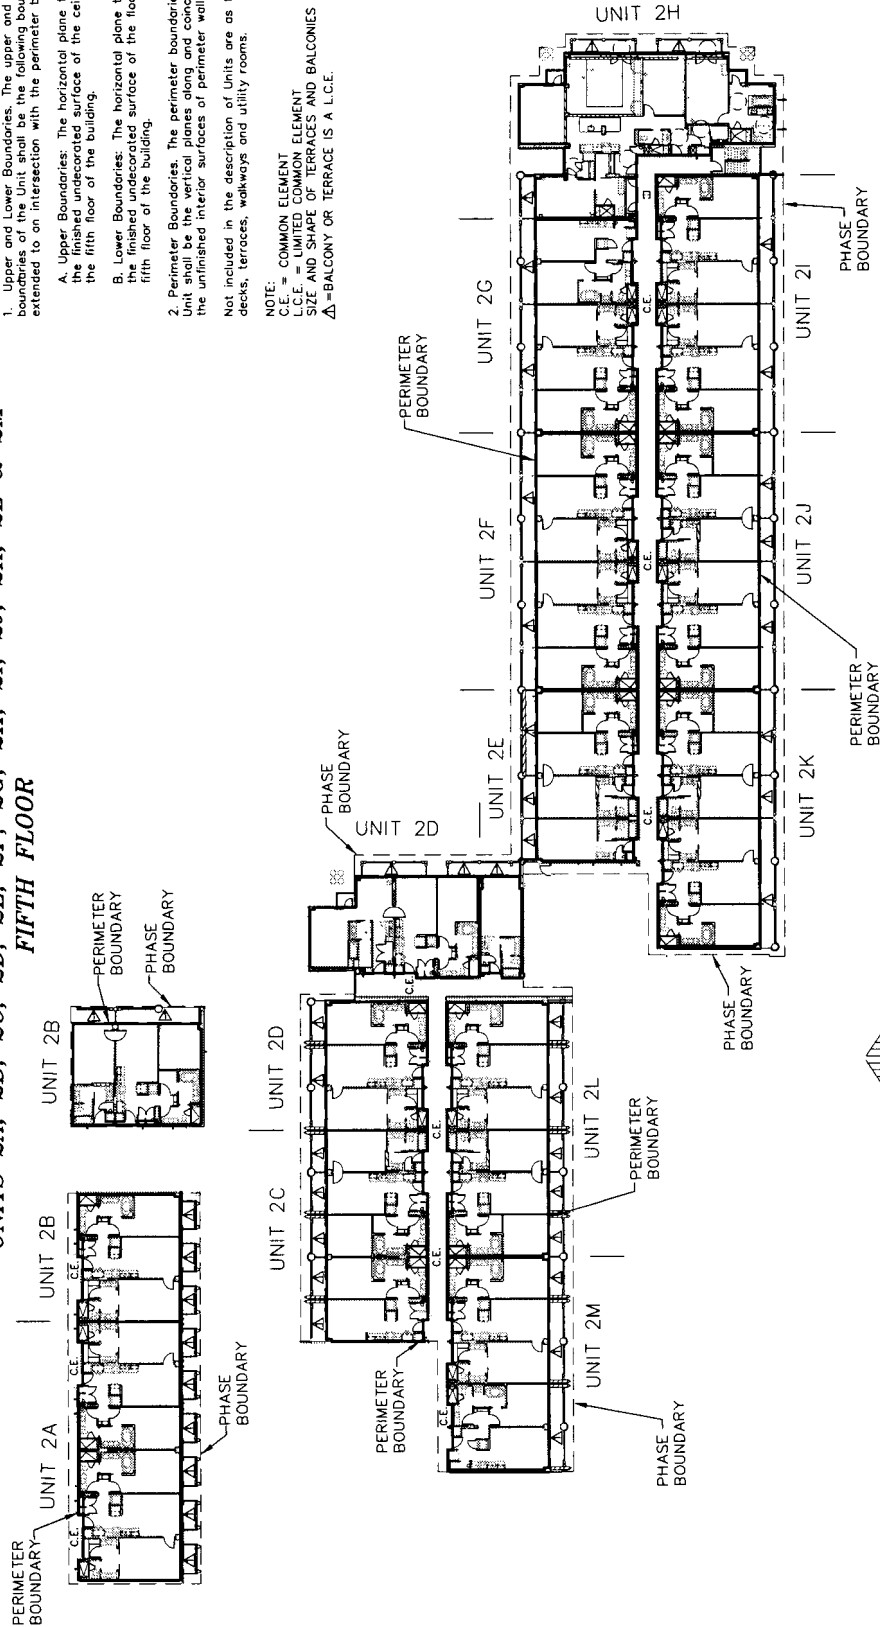 FIFTH FLOOR
1. Upper and Lower Boundaries. The upper and
boundaries of the Unit shall be the following
extended to an intersection with the perimeter
A. Upper Boundaries: The horizontal plane
the finished undecorated surface of the
the fifth floor of the building.
B. Lower Boundaries: The horizontal plane
the finished undecorated surface of the
fifth floor of the building.
2. Perimeter Boundaries. The perimeter
Unit shall be the vertical planes along and
the unfinished interior surfaces of perimeter
Not included in the description of Units are as
decks, terraces, walkways and utility rooms.
NOTE:
C.E. = COMMON ELEMENT
L.C.E. = LIMITED COMMON ELEMENT
SIZE AND SHAPE OF TERRACES AND BALCONIES
=BALCONY OR TERRACE IS A L.C.E.
PERIMETER
BOUNDARY
UNIT 2A
UNIT 2B
C.E.
C.E.
C.E.
PHASE
BOUNDARY
UNIT 2B
PERIMETER
BOUNDARY
PHASE
BOUNDARY
UNIT 2C
UNIT 2D
C.E.
C.E.
C.E.
C.E.
PERIMETER
BOUNDARY
UNIT 2M
UNIT 2L
PERIMETER
BOUNDARY
PHASE
BOUNDARY
PHASE
BOUNDARY
UNIT 2D
UNIT 2E
UNIT 2F
UNIT 2G
UNIT 2H
PERIMETER
BOUNDARY
C.E.
C.E.
C.E.
UNIT 2K
UNIT 2J
UNIT 2I
PHASE
BOUNDARY
PERIMETER
BOUNDARY
PHASE
BOUNDARY